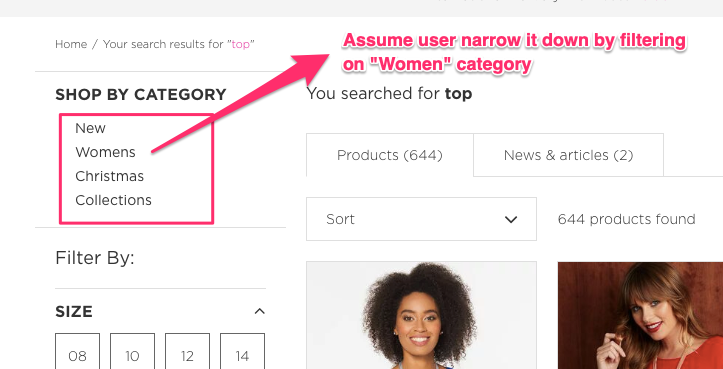 Home / Your search results for "top"
Assume user narrow it down by filtering
on "Women" category
SHOP BY CATEGORY
New
Womens
Christmas
Collections
You searched for top
Products (644)
News & articles (2)
Sort
644 products found
Filter By:
SIZE
08
10
12
14